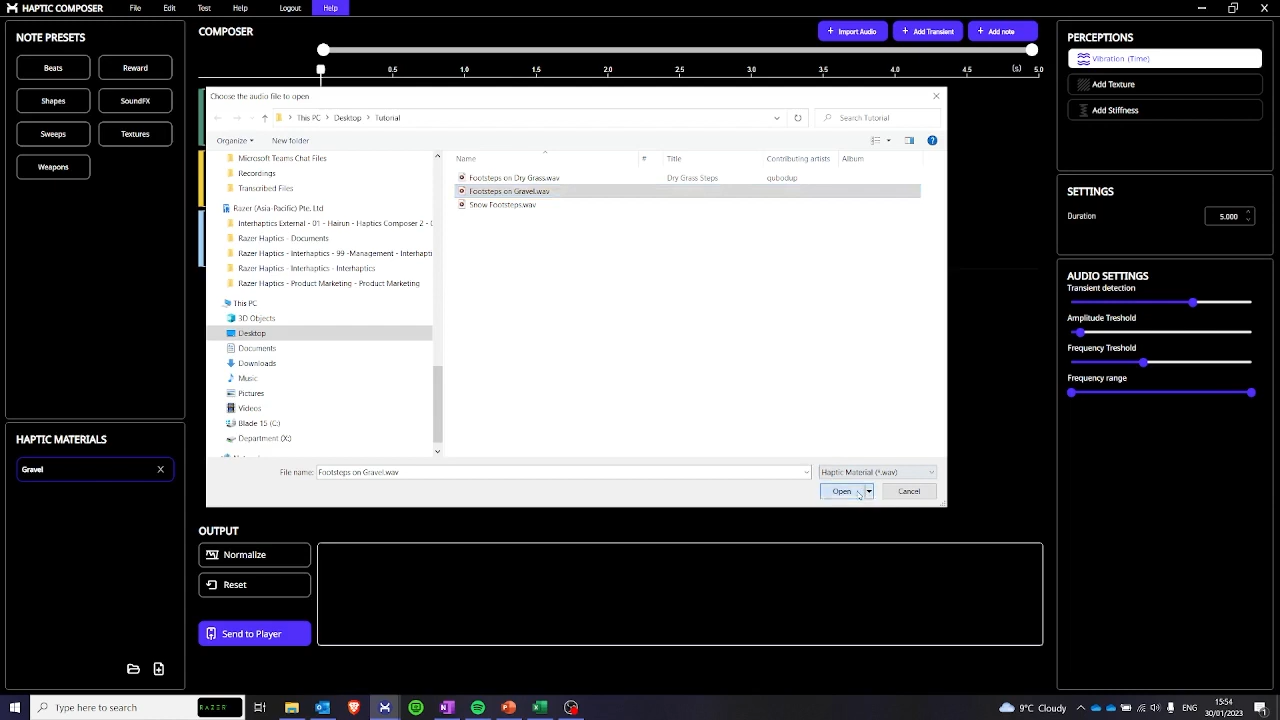 HAPTIC COMPOSER
File
Edit
Test
Help
Logout
Help
NOTE PRESETS
Beats
Reward
Shapes
SoundFX
Sweeps
Textures
Weapons
HAPTIC MATERIALS
Gravel
X
COMPOSER
+ Import Audio
+ Add Transient
+ Add note
0.5
1.0
1.5
2.0
2.5
3.0
3.5
4.0
4.5
(s)
5.0
Choose the audio file to open
This PC > Desktop > Tutorial
Search Tutorial
Organize
New folder
Microsoft Teams Chat Files
Recordings
Transcribed Files
Razer (Asia-Pacific) Pte. Ltd
Interhaptics External - 01 - Hairun - Haptics Composer 2 -
Razer Haptics - Documents
Razer Haptics - Interhaptics - 99 -Management - Interhapti
Razer Haptics - Interhaptics - Interhaptics
Razer Haptics - Product Marketing - Product Marketing
This PC
3D Objects
Desktop
Documents
Downloads
Music
Pictures
Videos
Blade 15 (C:)
Department (X:)
Name
#
Title
Contributing artists
Album
Footsteps on Dry Grass.wav
Dry Grass Steps
qubodup
Footsteps on Gravel.wav
Snow Footsteps.wav
File name:
Footsteps on Gravel.wav
Haptic Material (*.wav)
Open
Cancel
OUTPUT
Normalize
Reset
Send to Player
PERCEPTIONS
Vibration (Time)
Add Texture
Add Stiffness
SETTINGS
Duration
5.000
AUDIO SETTINGS
Transient detection
Amplitude Treshold
Frequency Treshold
Frequency range
Type here to search
RAZER
9°C Cloudy
ENG
15:54
30/01/2023